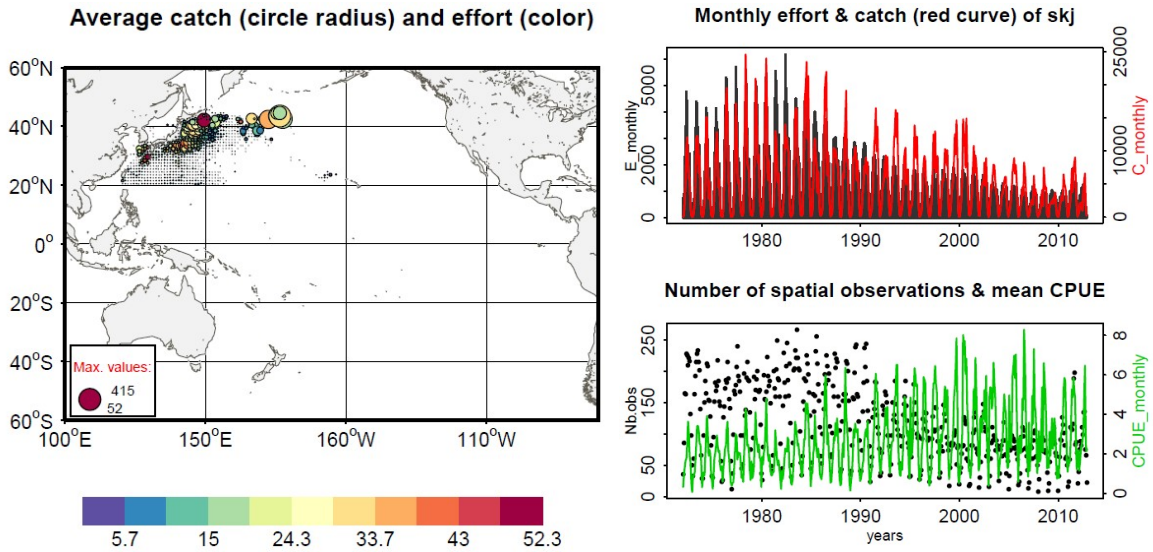 Average catch (circle radius) and effort (color)
60°N
40°N
20°N
0°
20°S
40°S
60°S
Max. values:
415
52
100°E
150°E
160°W
110°W
5.7
15
24.3
33.7
43
52.3
Monthly effort & catch (red curve) of skj
E_monthly
0
2000
5000
C_monthly
0
10000
25000
1980
1990
2000
2010
Number of spatial observations & mean CPUE
Nb.obs
0
50
150
250
CPUE_monthly
0
2
4
6
8
1980
1990
2000
2010
years